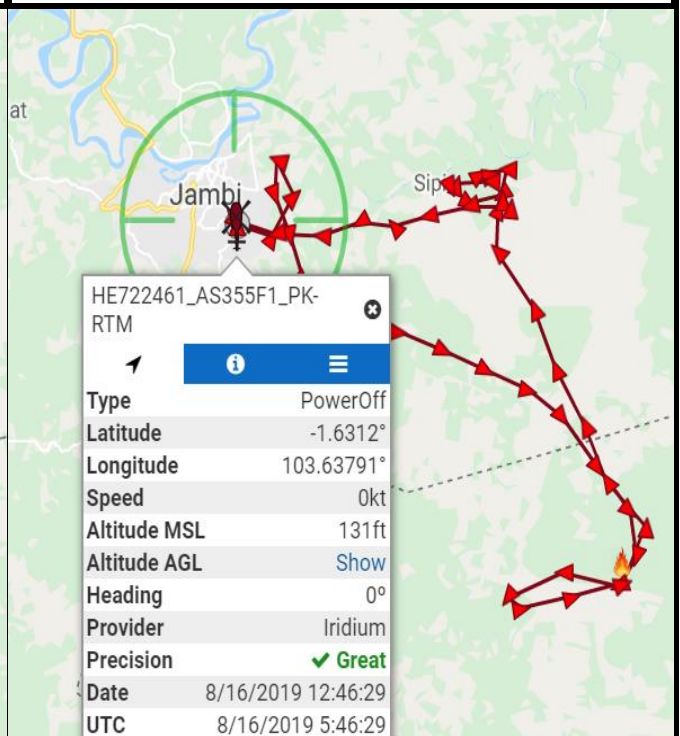 at
Jambi
HE722461_AS355F1_PK-
RTM
Type PowerOff
Latitude -1.6312°
Longitude 103.63791°
Speed 0kt
Altitude MSL 131ft
Altitude AGL Show
Heading 0º
Provider Iridium
Precision ✔ Great
Date 8/16/2019 12:46:29
UTC 8/16/2019 5:46:29